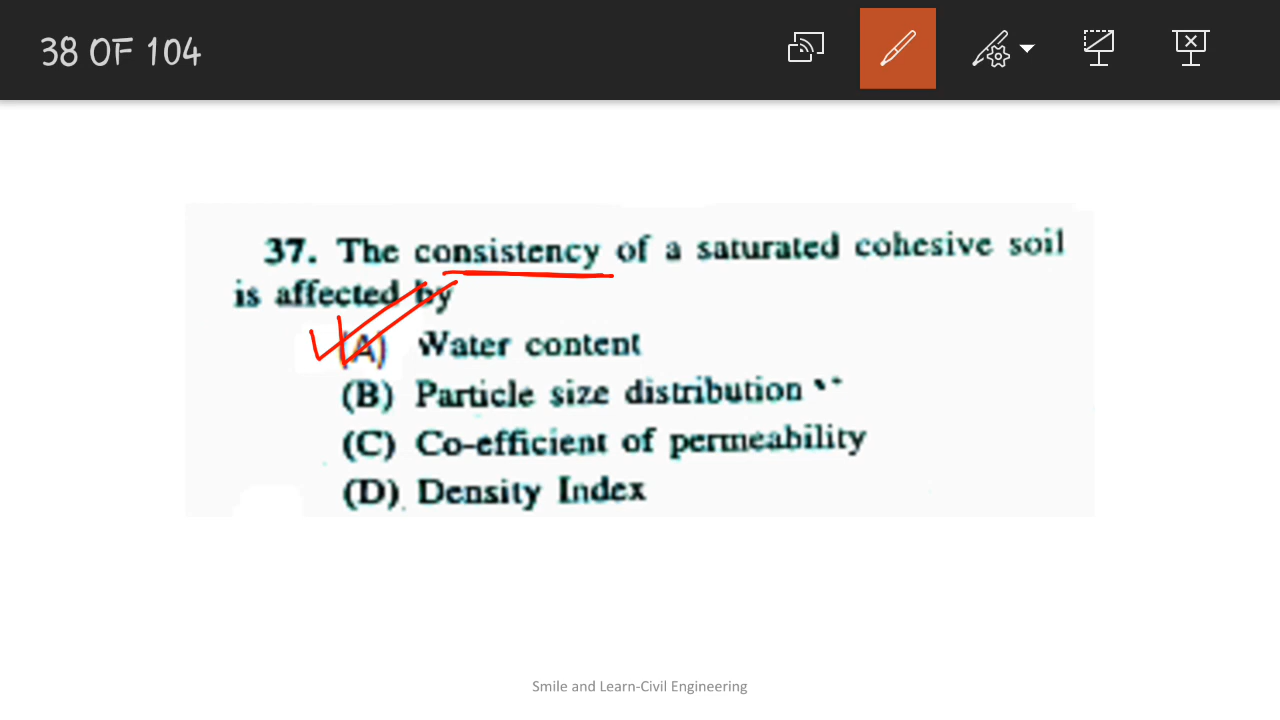 38 OF 104
37. The consistency of a saturated cohesive soil
is affected by
(A) Water content
(B) Particle size distribution
(C) Co-efficient of permeability
(D) Density Index
Smile and Learn-Civil Engineering